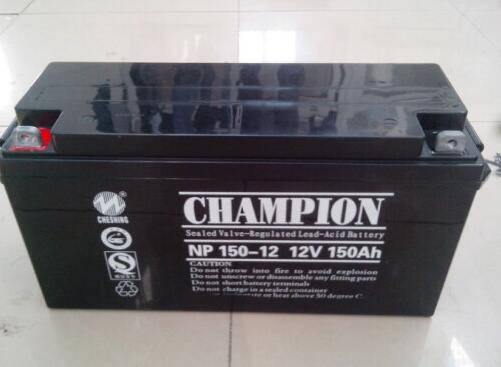 CHAMPION
CHESHING
Sealed Valve-Regulated Lead-Acid Battery
NP 150-12 12V 150Ah
CAUTION
Do not throw into fire to avoid explosion
Do not unscrew or disassemble any fitting parts
Do not short battery terminals
Do not charge in a sealed container
or heat above 50 degree C